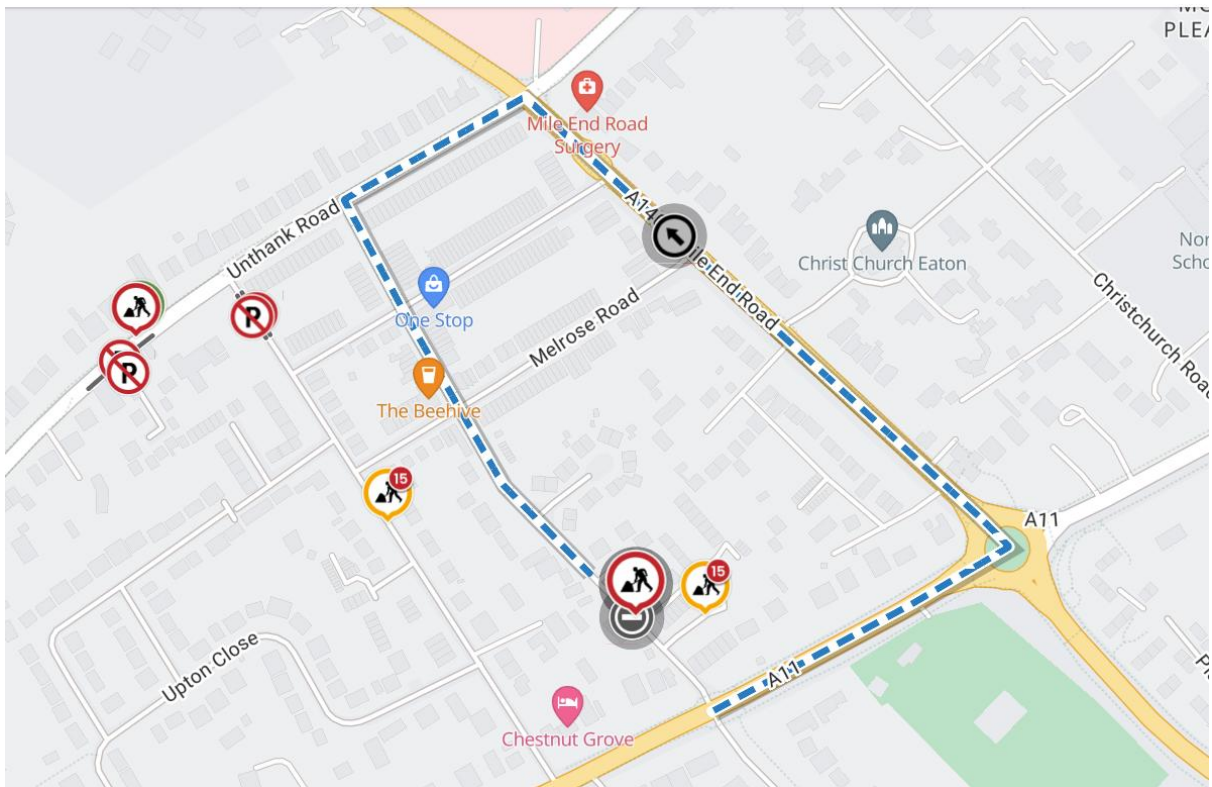 PLEA
Mile End Road
Surgery
A140
Mile End Road
Unthank Road
Christ Church Eaton
Nor
Scho
Christchurch Road
One Stop
Melrose Road
P
P
The Beehive
15
15
A11
Upton Close
A11
Chestnut Grove